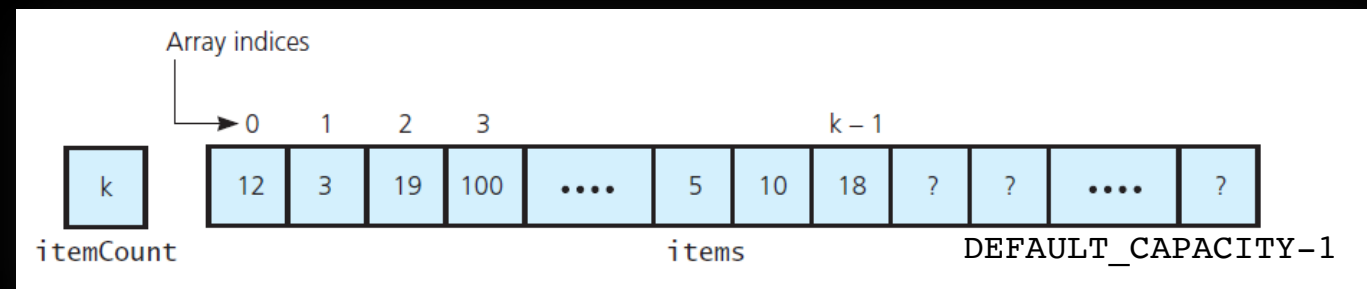 Array indices
0 1 2 3 k – 1
k 12 3 19 100 •••• 5 10 18 ? ? •••• ?
itemCount items DEFAULT_CAPACITY-1